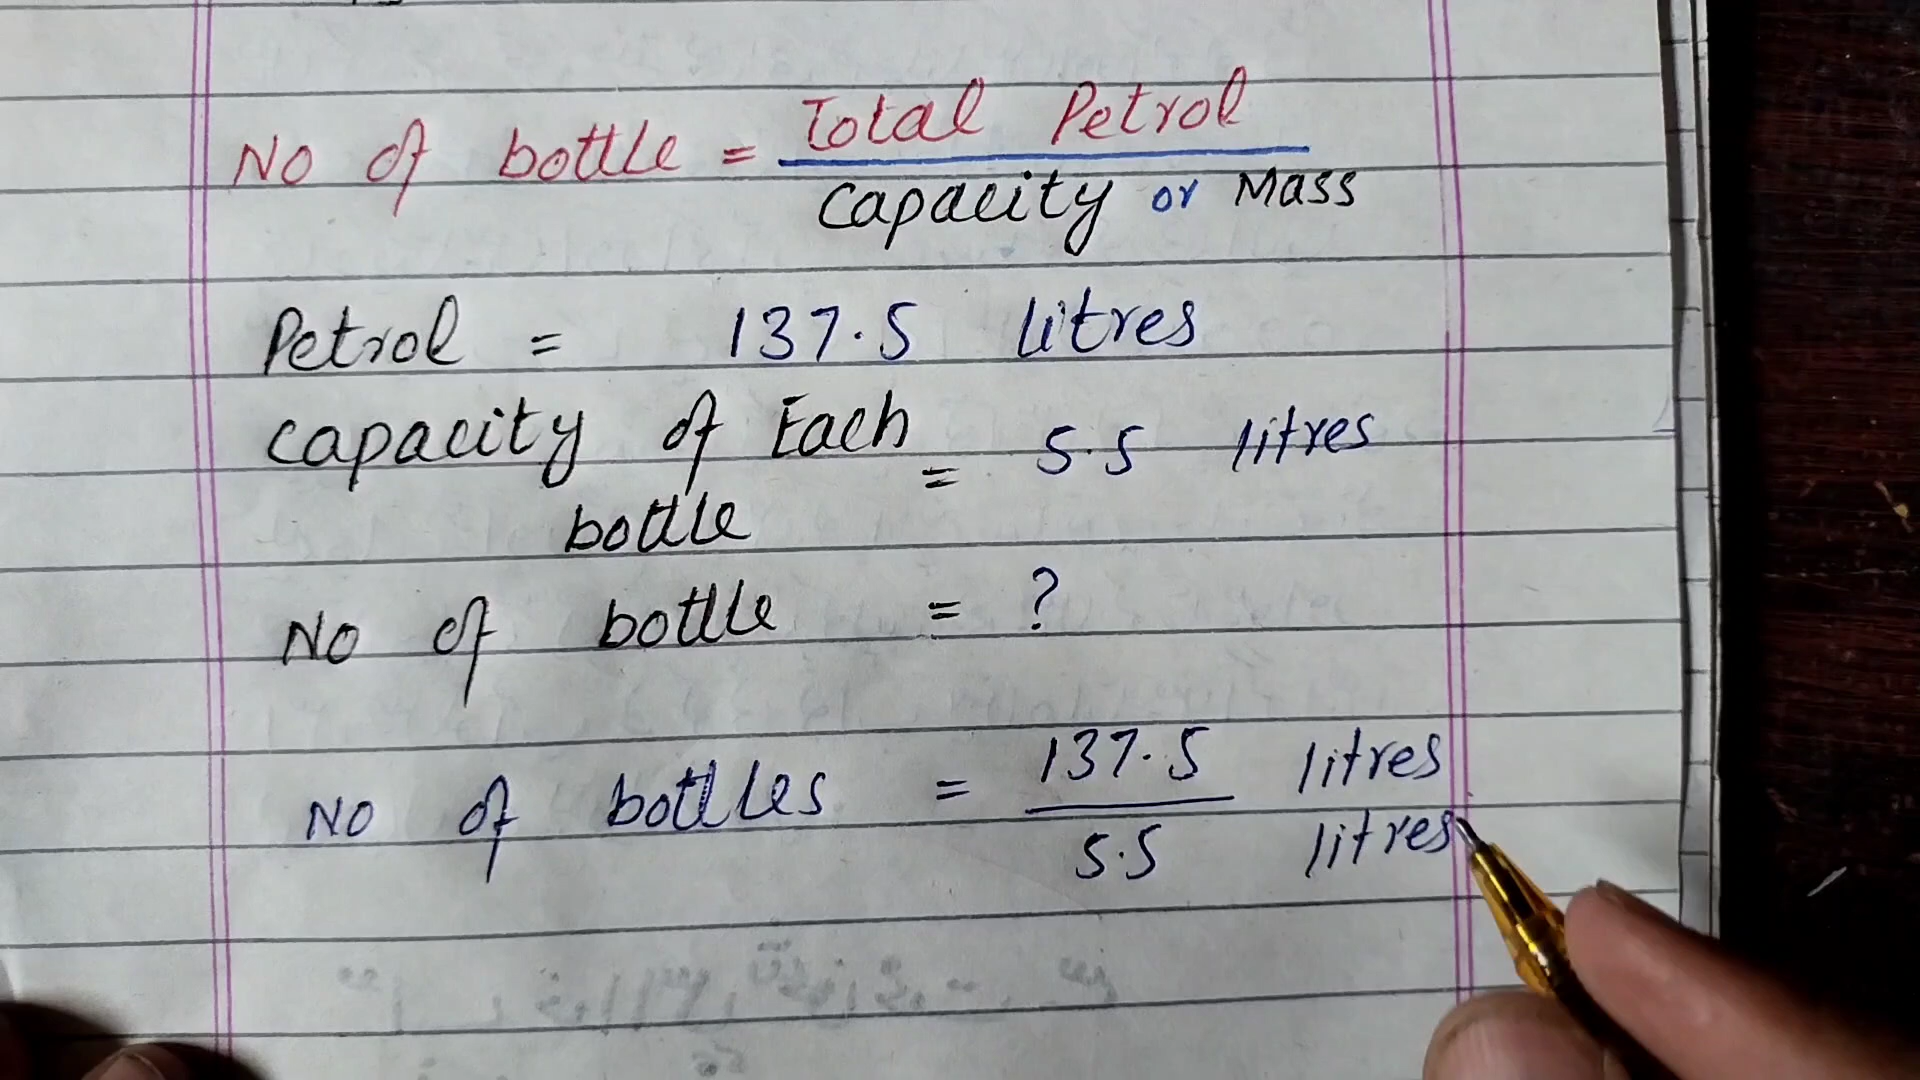 No of bottle = Total Petrol
Capacity or Mass
Petrol = 137.5 litres
Capacity of Each
bottle = 5.5 litres
No of bottle = ?
No of bottles = 137.5 litres
5.5 litres